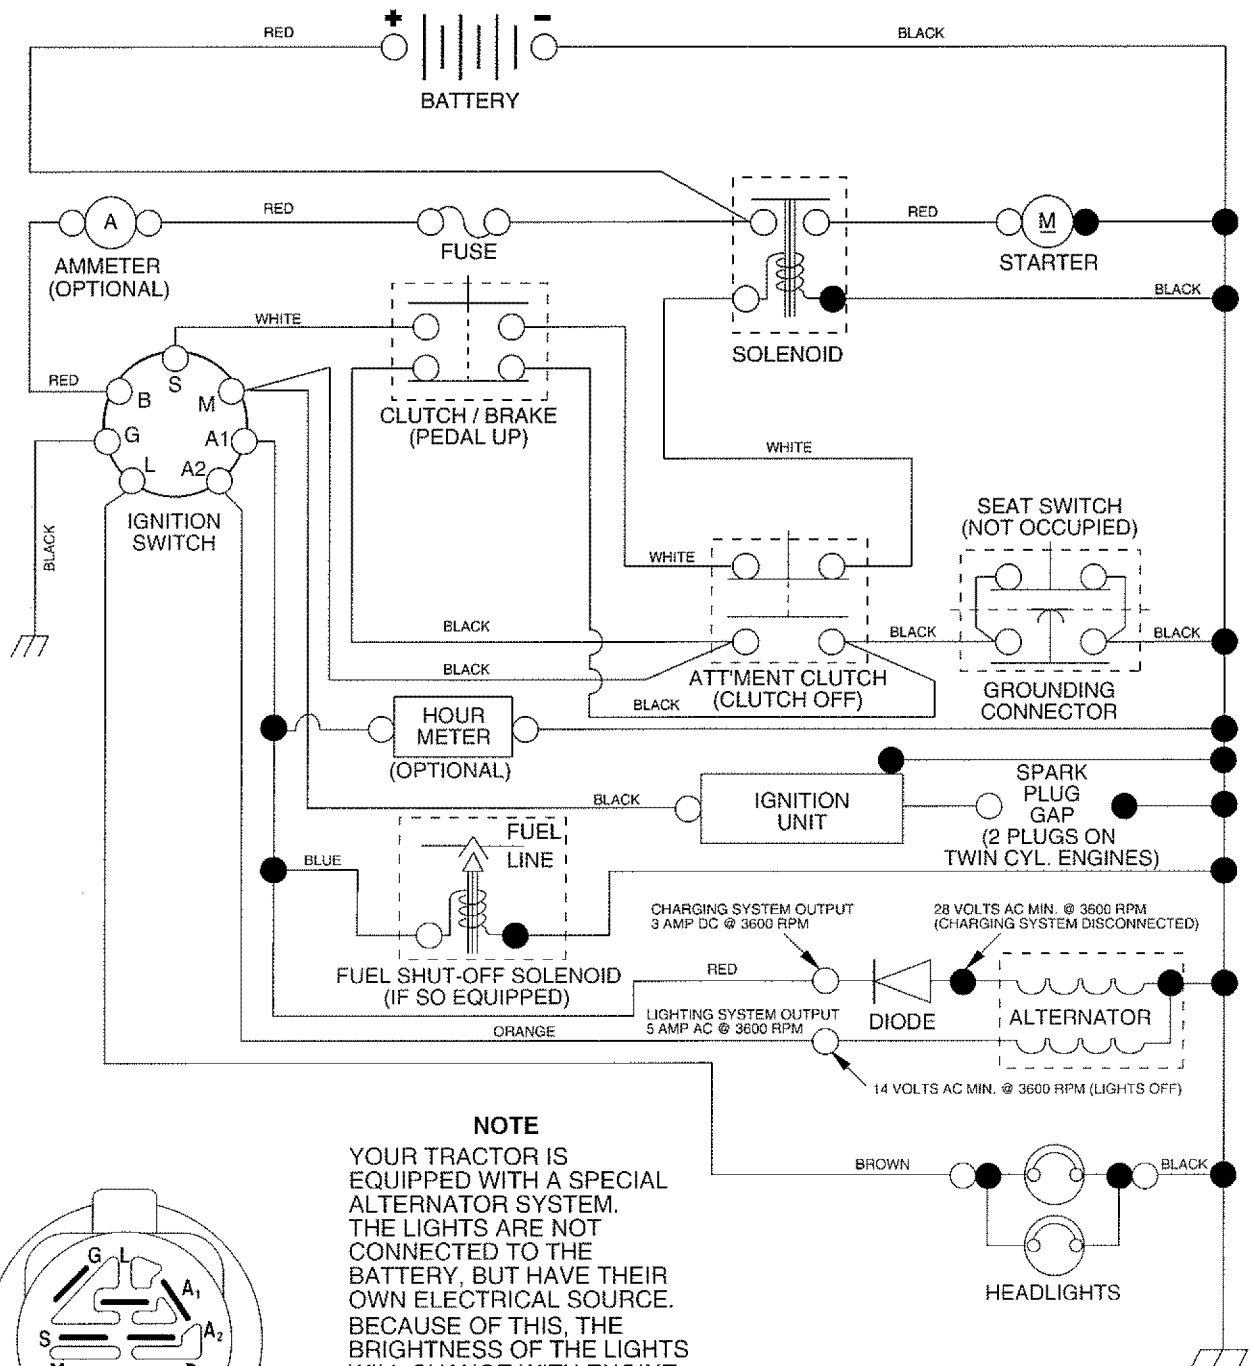 + -
RED
BLACK
BATTERY
A
RED
FUSE
RED
M
STARTER
AMMETER
(OPTIONAL)
BLACK
WHITE
SOLENOID
RED
S
B
M
G
A1
L
A2
CLUTCH / BRAKE
(PEDAL UP)
WHITE
IGNITION
SWITCH
BLACK
SEAT SWITCH
(NOT OCCUPIED)
WHITE
BLACK
BLACK
BLACK
BLACK
ATT'MENT CLUTCH
(CLUTCH OFF)
BLACK
GROUNDING
CONNECTOR
HOUR
METER
(OPTIONAL)
SPARK
PLUG
GAP
(2 PLUGS ON
TWIN CYL. ENGINES)
BLACK
IGNITION
UNIT
FUEL
LINE
BLUE
CHARGING SYSTEM OUTPUT
3 AMP DC @ 3600 RPM
28 VOLTS AC MIN. @ 3600 RPM
(CHARGING SYSTEM DISCONNECTED)
FUEL SHUT-OFF SOLENOID
(IF SO EQUIPPED)
RED
DIODE
ALTERNATOR
LIGHTING SYSTEM OUTPUT
5 AMP AC @ 3600 RPM
ORANGE
14 VOLTS AC MIN. @ 3600 RPM (LIGHTS OFF)
BROWN
BLACK
HEADLIGHTS
NOTE
YOUR TRACTOR IS
EQUIPPED WITH A SPECIAL
ALTERNATOR SYSTEM.
THE LIGHTS ARE NOT
CONNECTED TO THE
BATTERY, BUT HAVE THEIR
OWN ELECTRICAL SOURCE.
BECAUSE OF THIS, THE
BRIGHTNESS OF THE LIGHTS
WILL CHANGE WITH ENGINE
G L
A1
A2
S